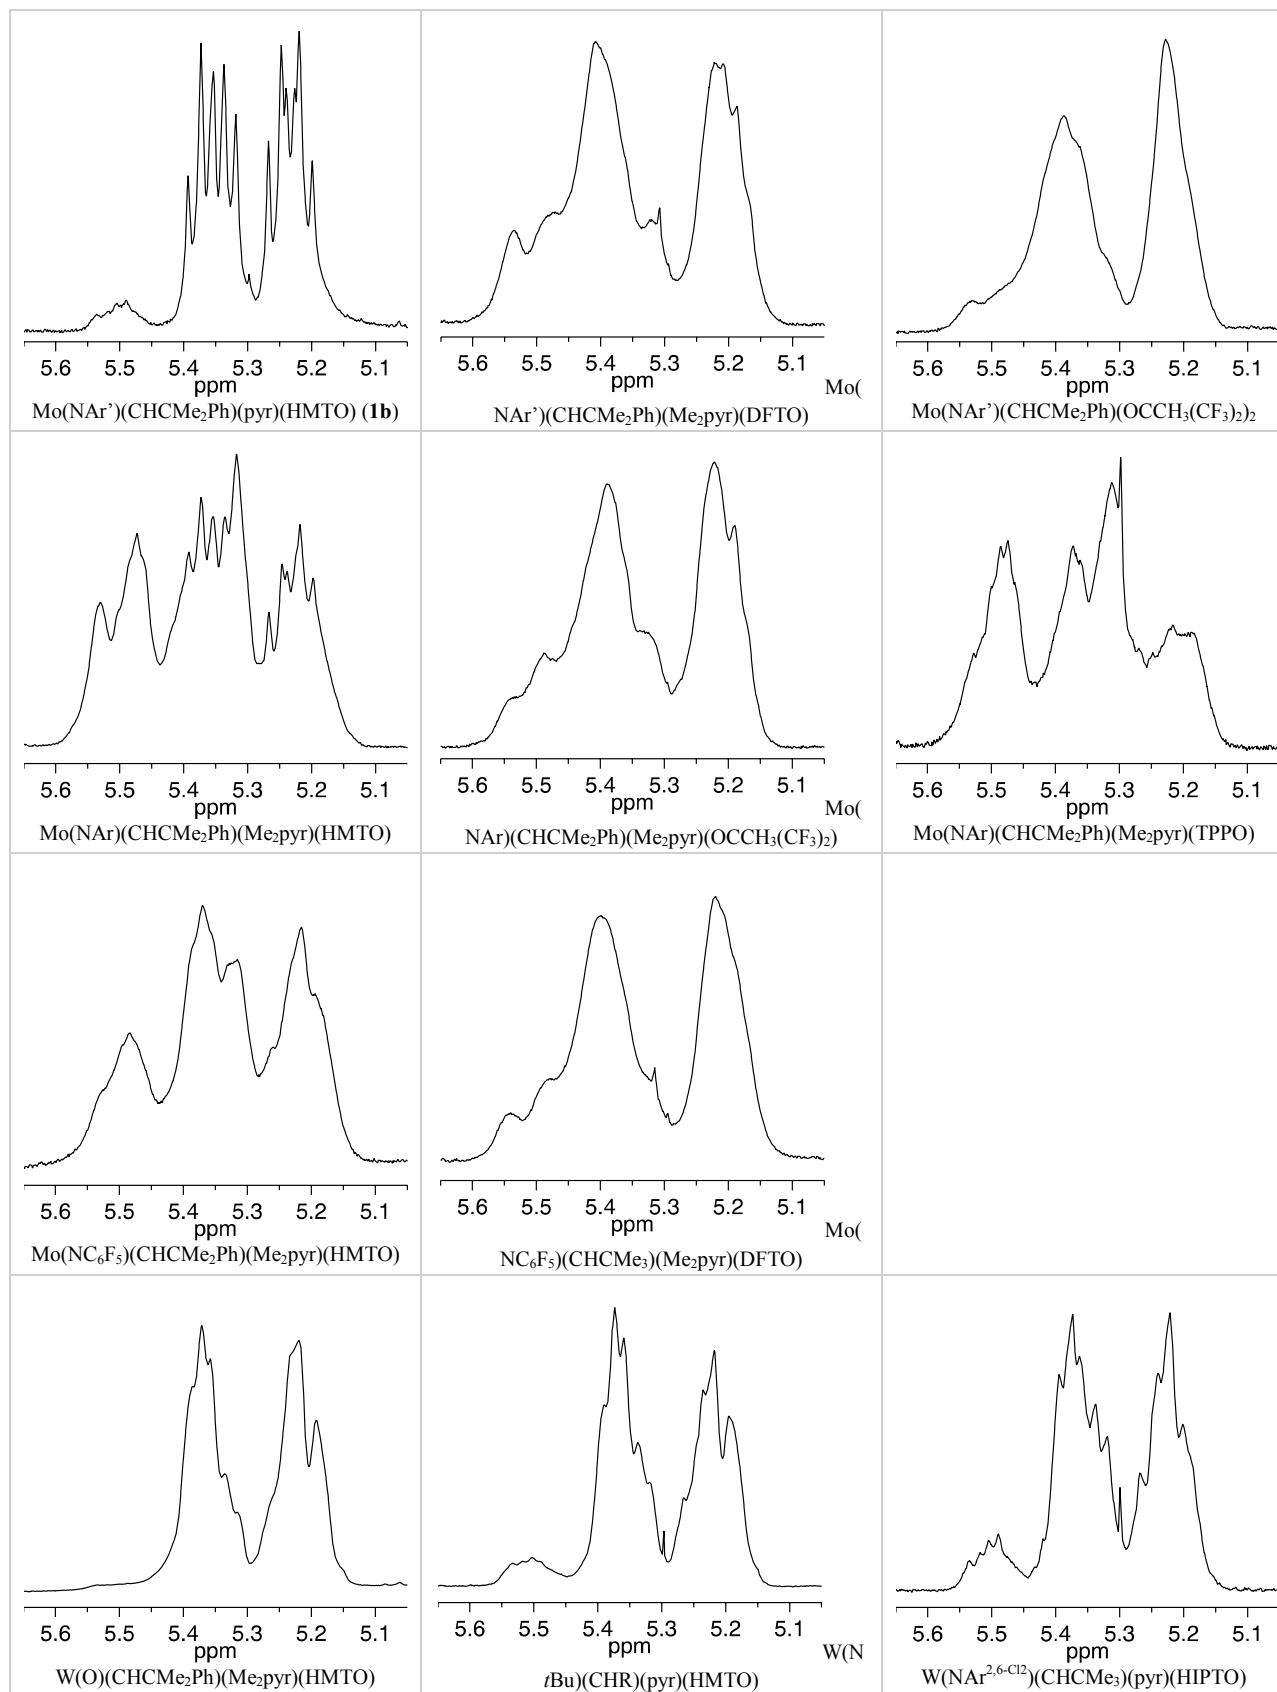 5.6 5.5 5.4 5.3 5.2 5.1
ppm
Mo(NAr')(CHCMe₂Ph)(pyr)(HMTO) (1b)
5.6 5.5 5.4 5.3 5.2 5.1
ppm
Mo(
NAr')(CHCMe₂Ph)(Me₂pyr)(DFTO)
5.6 5.5 5.4 5.3 5.2 5.1
ppm
Mo(NAr')(CHCMe₂Ph)(OCCH₃(CF₃)₂)₂
5.6 5.5 5.4 5.3 5.2 5.1
ppm
Mo(NAr)(CHCMe₂Ph)(Me₂pyr)(HMTO)
5.6 5.5 5.4 5.3 5.2 5.1
ppm
Mo(
NAr)(CHCMe₂Ph)(Me₂pyr)(OCCH₃(CF₃)₂)
5.6 5.5 5.4 5.3 5.2 5.1
ppm
Mo(NAr)(CHCMe₂Ph)(Me₂pyr)(TPPO)
5.6 5.5 5.4 5.3 5.2 5.1
ppm
Mo(NC₆F₅)(CHCMe₂Ph)(Me₂pyr)(HMTO)
5.6 5.5 5.4 5.3 5.2 5.1
ppm
Mo(
NC₆F₅)(CHCMe₃)(Me₂pyr)(DFTO)
5.6 5.5 5.4 5.3 5.2 5.1
ppm
W(O)(CHCMe₂Ph)(Me₂pyr)(HMTO)
5.6 5.5 5.4 5.3 5.2 5.1
ppm
W(N
tBu)(CHR)(pyr)(HMTO)
5.6 5.5 5.4 5.3 5.2 5.1
ppm
W(NAr²,⁶⁻ᶜˡ²)(CHCMe₃)(pyr)(HIPTO)